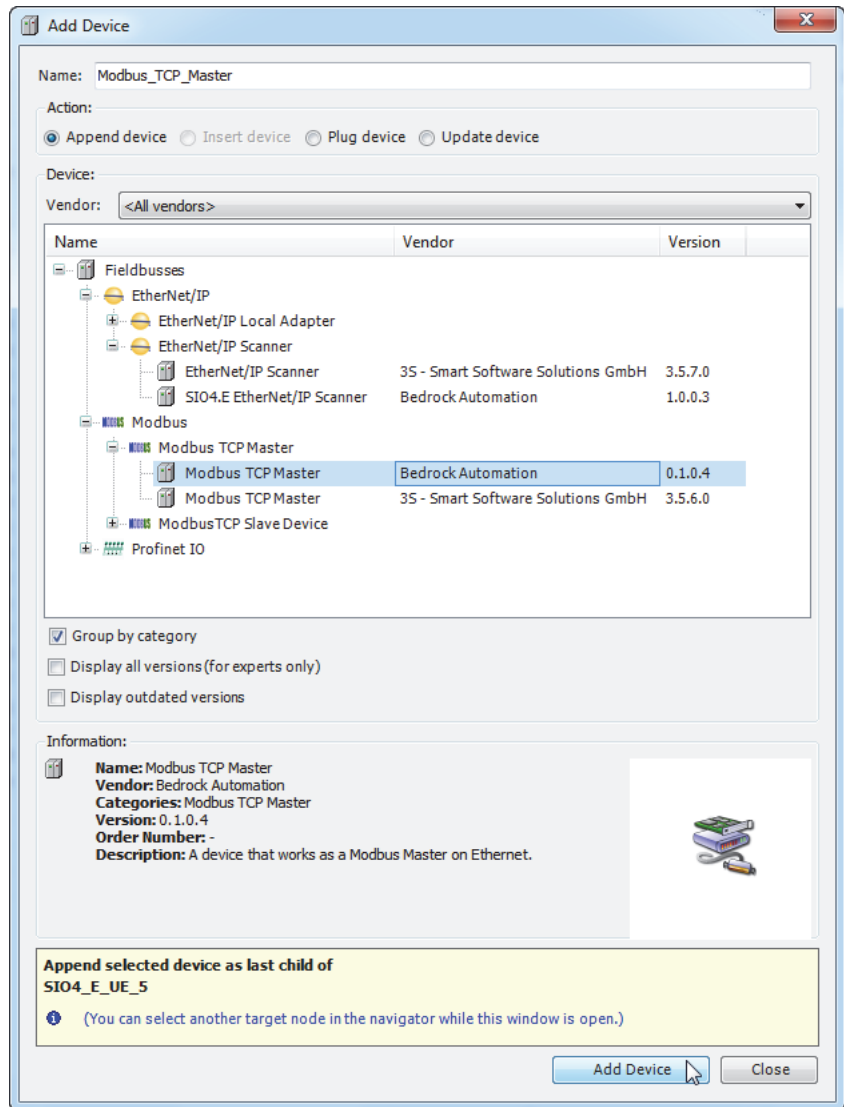 Add Device
Name: Modbus_TCP_Master
Action:
Append device Insert device Plug device Update device
Device:
Vendor: <All vendors>
Name Vendor Version
Fieldbusses
EtherNet/IP
EtherNet/IP Local Adapter
EtherNet/IP Scanner
EtherNet/IP Scanner 3S - Smart Software Solutions GmbH 3.5.7.0
SIO4.E EtherNet/IP Scanner Bedrock Automation 1.0.0.3
MODBUS Modbus
MODBUS Modbus TCP Master
Modbus TCP Master Bedrock Automation 0.1.0.4
Modbus TCP Master 3S - Smart Software Solutions GmbH 3.5.6.0
MODBUS ModbusTCP Slave Device
Profinet IO
Group by category
Display all versions (for experts only)
Display outdated versions
Information:
Name: Modbus TCP Master
Vendor: Bedrock Automation
Categories: Modbus TCP Master
Version: 0.1.0.4
Order Number: -
Description: A device that works as a Modbus Master on Ethernet.
Append selected device as last child of
SIO4_E_UE_5
(You can select another target node in the navigator while this window is open.)
Add Device Close